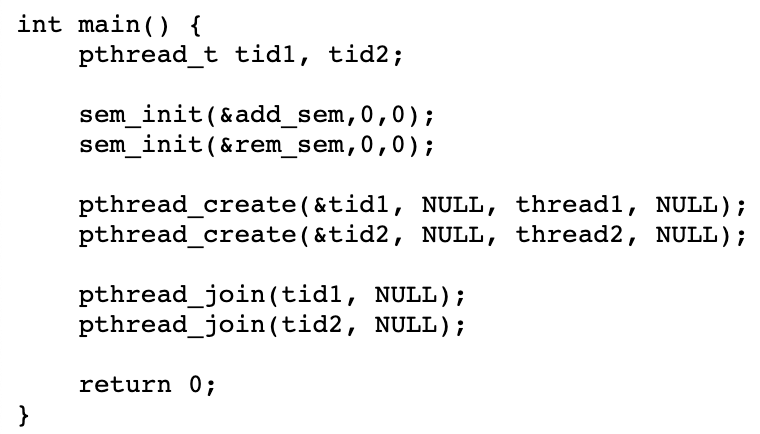 int main() {
    pthread_t tid1, tid2;

    sem_init(&add_sem,0,0);
    sem_init(&rem_sem,0,0);

    pthread_create(&tid1, NULL, thread1, NULL);
    pthread_create(&tid2, NULL, thread2, NULL);

    pthread_join(tid1, NULL);
    pthread_join(tid2, NULL);

    return 0;
}